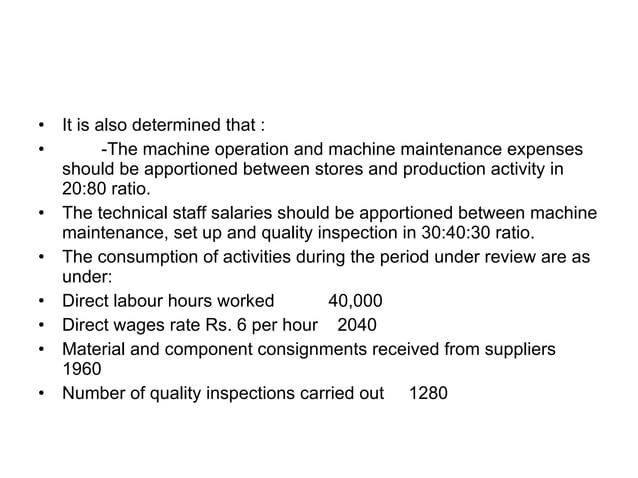 • It is also determined that :
• -The machine operation and machine maintenance expenses
should be apportioned between stores and production activity in
20:80 ratio.
• The technical staff salaries should be apportioned between machine
maintenance, set up and quality inspection in 30:40:30 ratio.
• The consumption of activities during the period under review are as
under:
• Direct labour hours worked 40,000
• Direct wages rate Rs. 6 per hour 2040
• Material and component consignments received from suppliers
1960
• Number of quality inspections carried out 1280